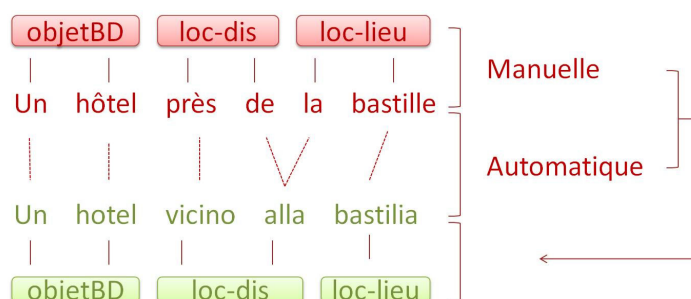 objetBD loc-dis loc-lieu
Manuelle
Un hôtel près de la bastille
Automatique
Un hotel vicino alla bastilia
objetBD loc-dis loc-lieu